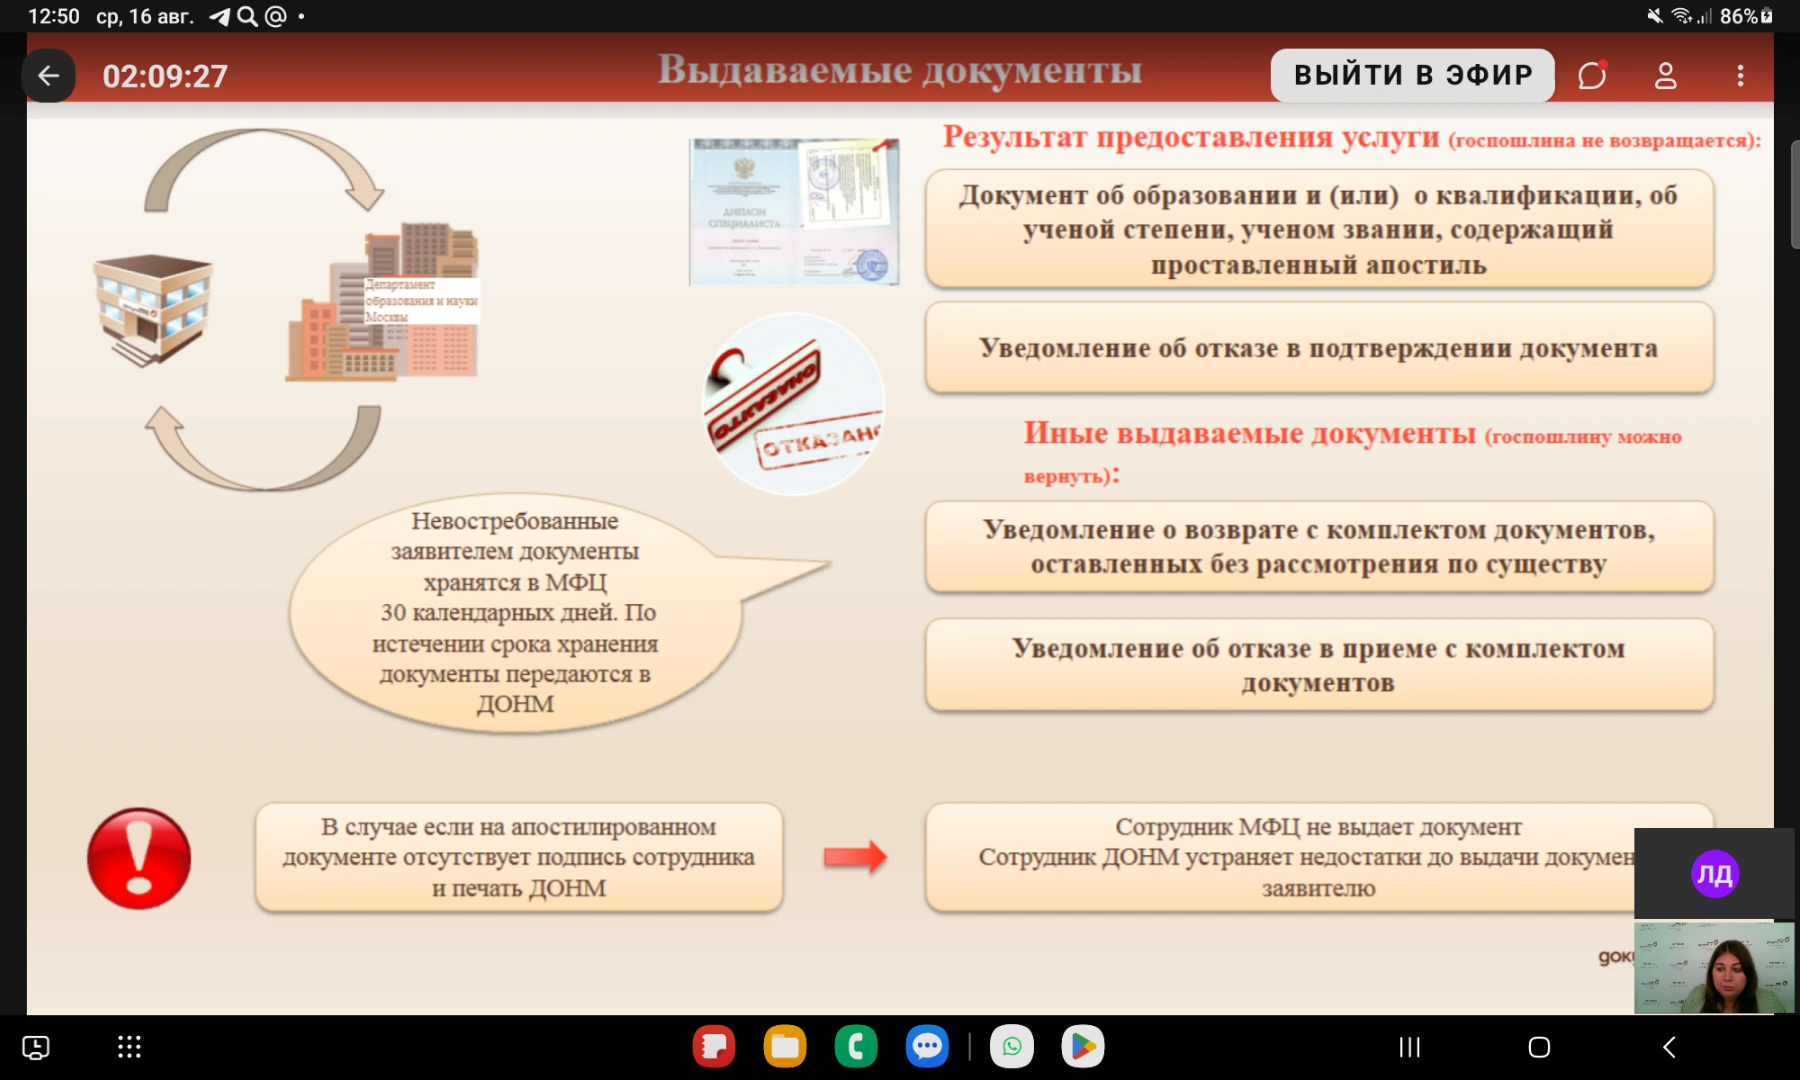 12:50 ср, 16 авг.
86%
02:09:27
Выдаваемые документы
ВЫЙТИ В ЭФИР
Результат предоставления услуги (госпошлина не возвращается):
Документ об образовании и (или) о квалификации, об
ученой степени, ученом звании, содержащий
проставленный апостиль
Уведомление об отказе в подтверждении документа
Иные выдаваемые документы (госпошлину можно
вернуть):
Уведомление о возврате с комплектом документов,
оставленных без рассмотрения по существу
Уведомление об отказе в приеме с комплектом
документов
Департамент
образования и науки
Москвы
ДИПЛОМ
СПЕЦИАЛИСТА
ОТКАЗАНО
ОТКАЗАНО
Невостребованные
заявителем документы
хранятся в МФЦ
30 календарных дней. По
истечении срока хранения
документы передаются в
ДОНМ
В случае если на апостилированном
документе отсутствует подпись сотрудника
и печать ДОНМ
Сотрудник МФЦ не выдает документ
Сотрудник ДОНМ устраняет недостатки до выдачи докумен
заявителю
ЛД